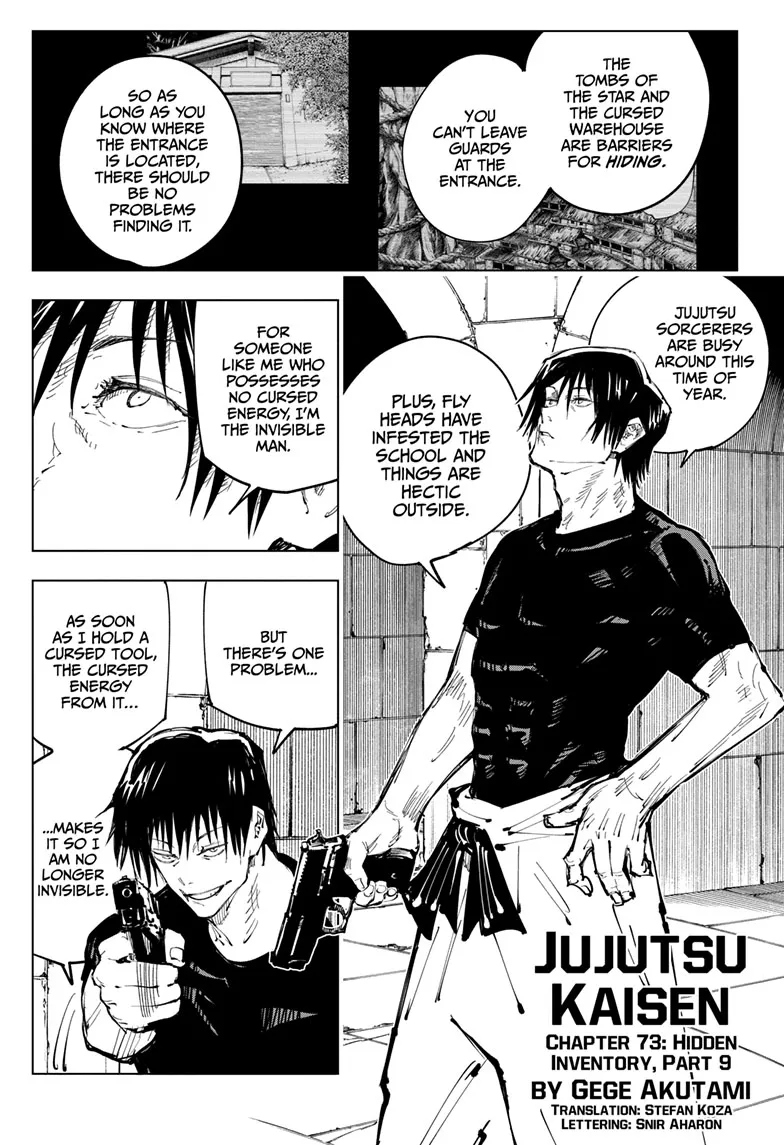 THE
TOMBS OF
THE STAR AND
THE CURSED
WAREHOUSE
ARE BARRIERS
FOR HIDING.
YOU
CAN'T LEAVE
GUARDS
AT THE
ENTRANCE.
SO AS
LONG AS YOU
KNOW WHERE
THE ENTRANCE
IS LOCATED,
THERE SHOULD
BE NO
PROBLEMS
FINDING IT.
JUJUTSU
SORCERERS
ARE BUSY
AROUND THIS
TIME OF
YEAR.
PLUS, FLY
HEADS HAVE
INFESTED THE
SCHOOL AND
THINGS ARE
HECTIC
OUTSIDE.
FOR
SOMEONE
LIKE ME WHO
POSSESSES
NO CURSED
ENERGY, I'M
THE INVISIBLE
MAN.
BUT
THERE'S ONE
PROBLEM...
AS SOON
AS I HOLD A
CURSED TOOL,
THE CURSED
ENERGY
FROM IT...
...MAKES
IT SO I
AM NO
LONGER
INVISIBLE.
JUJUTSU
KAISEN
CHAPTER 73: HIDDEN
INVENTORY, PART 9
BY GEGE AKUTAMI
TRANSLATION: STEFAN KOZA
LETTERING: SNIR AHARON